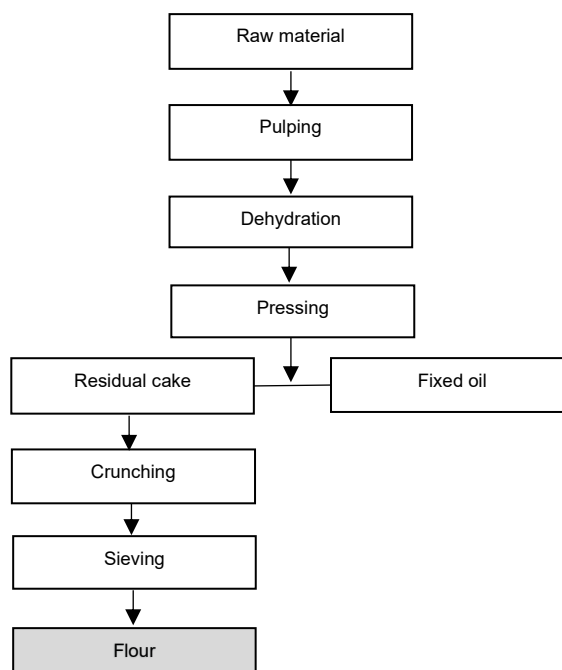 Raw material
Pulping
Dehydration
Pressing
Residual cake
Fixed oil
Crunching
Sieving
Flour